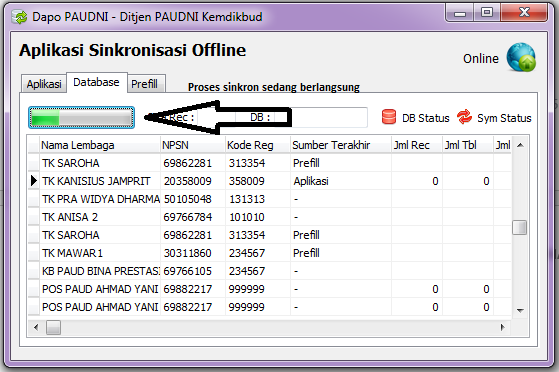 Dapo PAUDNI - Ditjen PAUDNI Kemdikbud
Aplikasi Sinkronisasi Offline
Online
Aplikasi Database Prefill
Proses sinkron sedang berlangsung
Rec : DB : DB Status Sym Status
Nama Lembaga NPSN Kode Reg Sumber Terakhir Jml Rec Jml Tbl Jml
TK SAROHA 69862281 313354 Prefill
TK KANISIUS JAMPRIT 20358009 358009 Aplikasi 0 0
TK PRA WIDYA DHARMA 50105048 131313 -
TK ANISA 2 69766784 101010 -
TK SAROHA 69862281 313354 Prefill
TK MAWAR1 30311860 234567 Prefill
KB PAUD BINA PRESTAS 69766105 234567 -
POS PAUD AHMAD YANI 69882217 999999 - 0 0
POS PAUD AHMAD YANI 69882217 999999 - 0 0